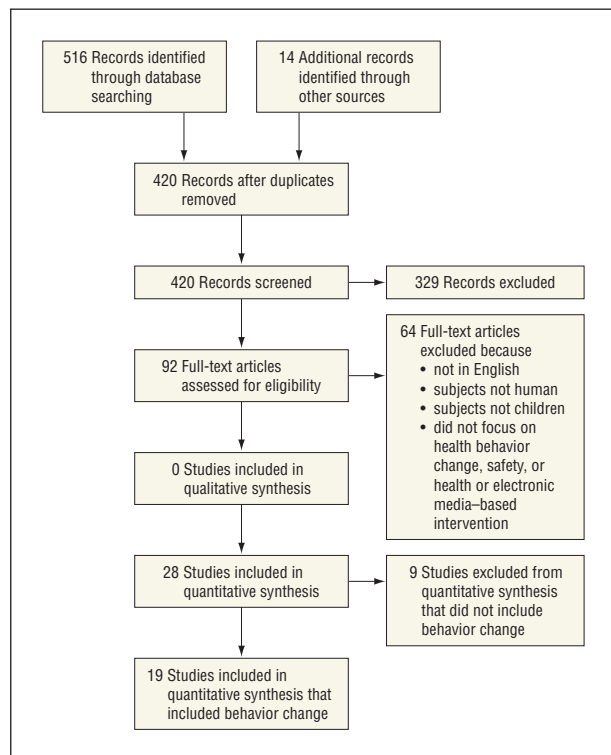 516 Records identified
through database
searching
14 Additional records
identified through
other sources
420 Records after duplicates
removed
420 Records screened
329 Records excluded
92 Full-text articles
assessed for eligibility
64 Full-text articles
excluded because
• not in English
• subjects not human
• subjects not children
• did not focus on
health behavior
change, safety, or
health or electronic
media–based
intervention
0 Studies included in
qualitative synthesis
28 Studies included in
quantitative synthesis
9 Studies excluded from
quantitative synthesis
that did not include
behavior change
19 Studies included in
quantitative synthesis that
included behavior change